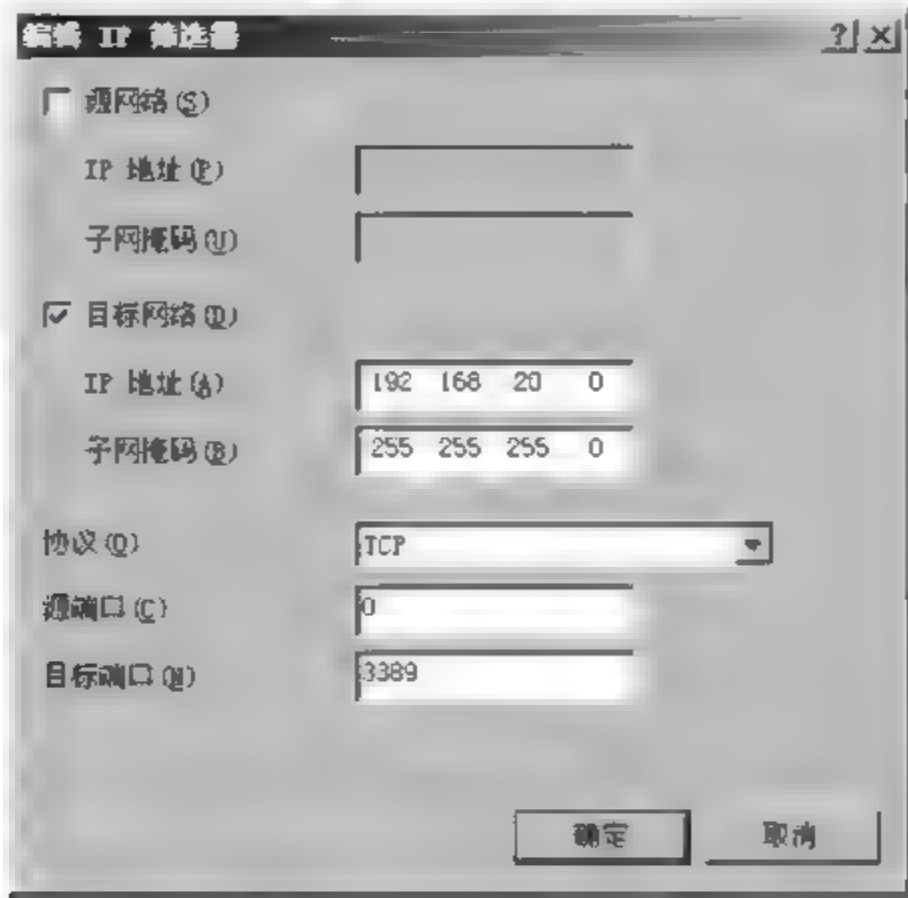 编辑 IP 筛选器
源网络(S)
IP 地址(P)
子网掩码(U)
目标网络(D)
IP 地址(A) 192 168 20 0
子网掩码(B) 255 255 255 0
协议(O) TCP
源端口(C) 0
目标端口(N) 3389
确定 取消